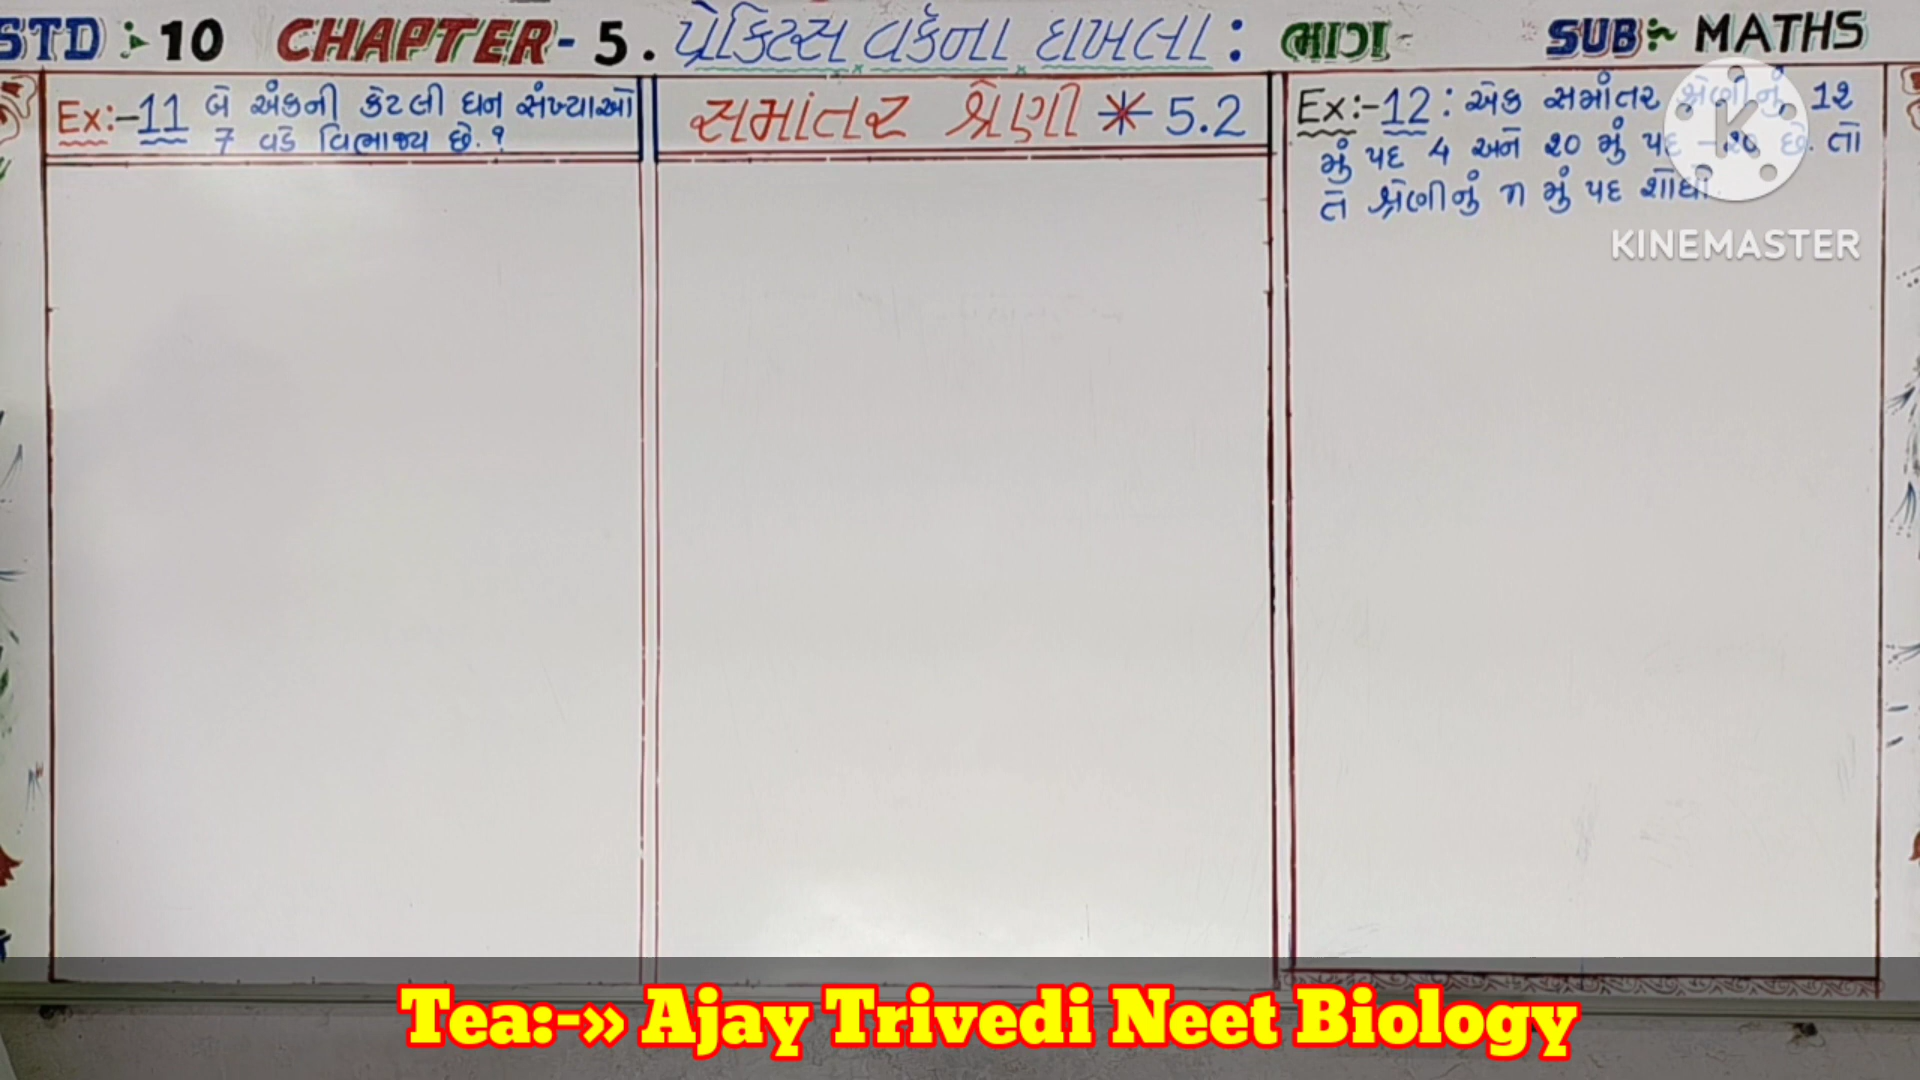 STD :- 10 CHAPTER - 5 . પ્રેક્ટિસ વર્કના દાખલા : ભાગ - SUB :- MATHS
Ex:-11 બે અંકની કેટલી ધન સંખ્યાઓ
7 વડે વિભાજ્ય છે. ?
સમાંતર શ્રેણી * 5.2
Ex:-12 : એક સમાંતર શ્રેણીનું 12
મું પદ 4 અને 20 મું પદ -20 છે. તો
તે શ્રેણીનું n મું પદ શોધો.
KINEMASTER
Tea:-» Ajay Trivedi Neet Biology